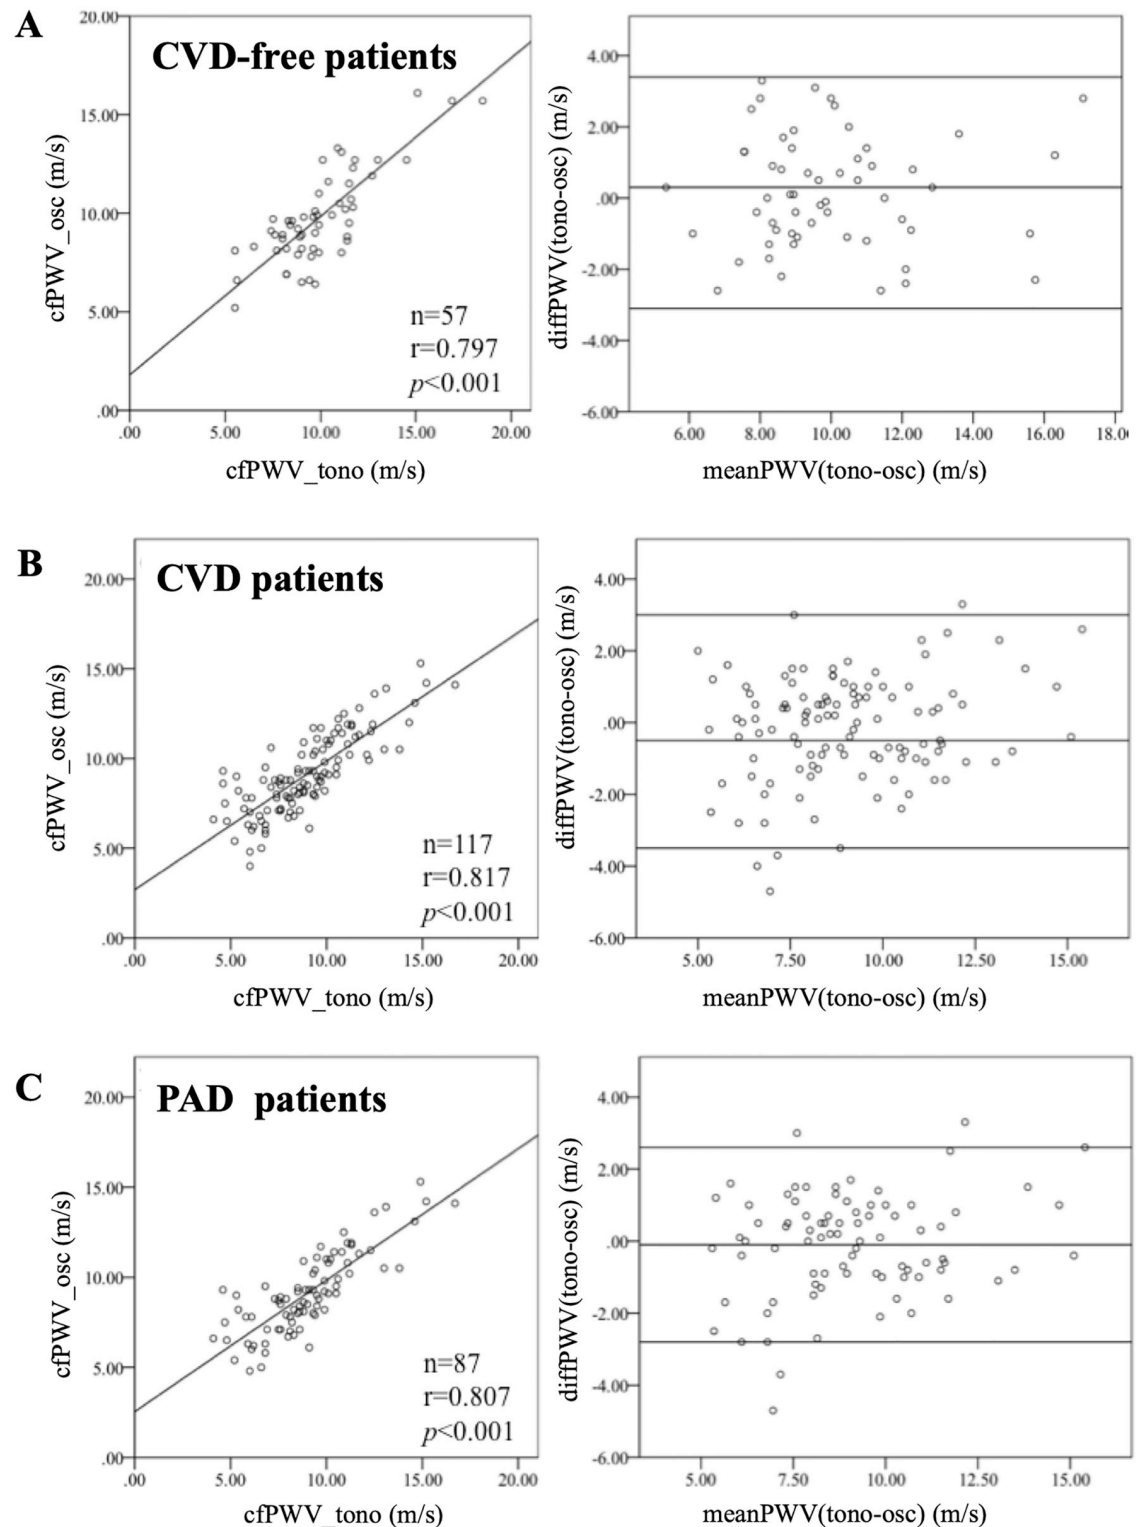 A
CVD-free patients
20.00
15.00
10.00
5.00
.00
cfPWV_osc (m/s)
n=57
r=0.797
p<0.001
.00 5.00 10.00 15.00 20.00
cfPWV_tono (m/s)
4.00
2.00
.00
-2.00
-4.00
-6.00
diffPWV(tono-osc) (m/s)
6.00 8.00 10.00 12.00 14.00 16.00 18.0
meanPWV(tono-osc) (m/s)
B
CVD patients
20.00
15.00
10.00
5.00
.00
cfPWV_osc (m/s)
n=117
r=0.817
p<0.001
.00 5.00 10.00 15.00 20.00
cfPWV_tono (m/s)
4.00
2.00
.00
-2.00
-4.00
-6.00
diffPWV(tono-osc) (m/s)
5.00 7.50 10.00 12.50 15.00
meanPWV(tono-osc) (m/s)
C
PAD patients
20.00
15.00
10.00
5.00
.00
cfPWV_osc (m/s)
n=87
r=0.807
p<0.001
.00 5.00 10.00 15.00 20.00
cfPWV_tono (m/s)
4.00
2.00
.00
-2.00
-4.00
-6.00
diffPWV(tono-osc) (m/s)
5.00 7.50 10.00 12.50 15.00
meanPWV(tono-osc) (m/s)